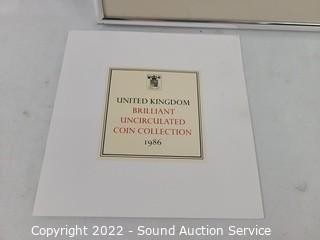 UNITED KINGDOM
BRILLIANT
UNCIRCULATED
COIN COLLECTION
1986
Copyright 2022 - Sound Auction Service